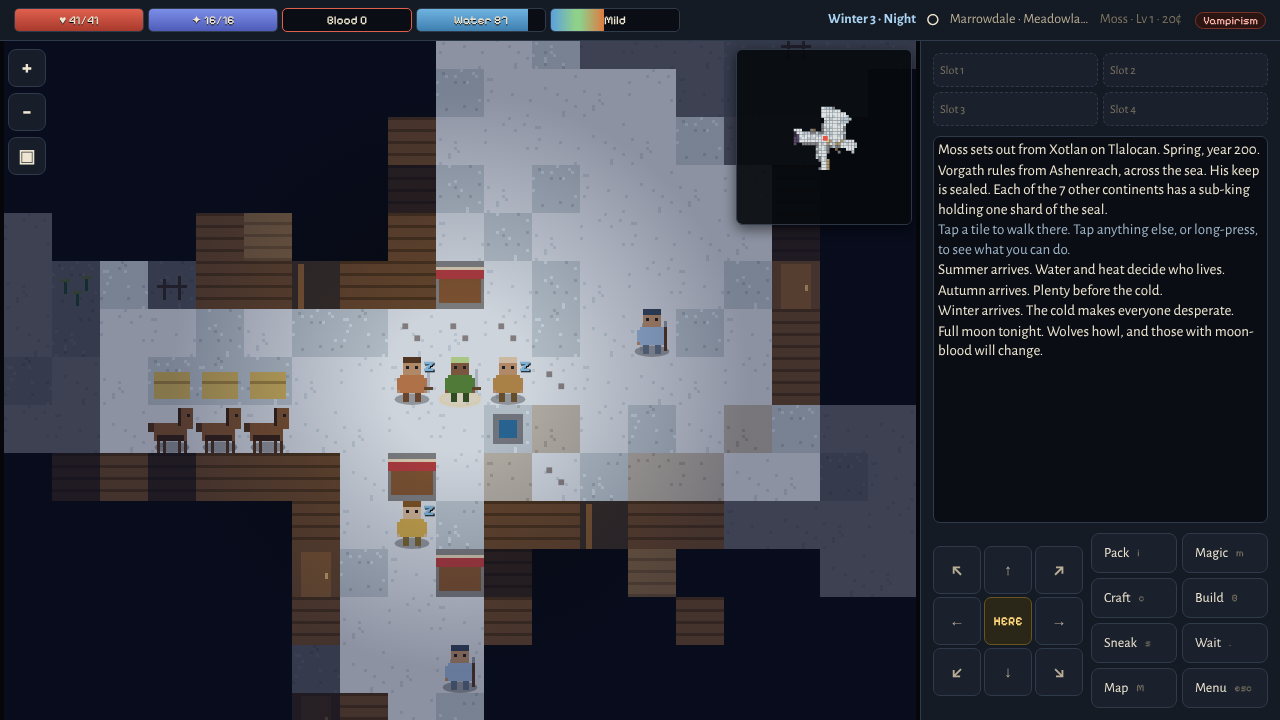 ♥ 41/41
✦ 16/16
Blood 0
Water 87
Mild
Winter 3 · Night
Marrowdale · Meadowla...
Moss · Lv 1 · 20¢
Vampirism
+
-
Slot 1
Slot 2
Slot 3
Slot 4
Moss sets out from Xotlan on Tlalocan. Spring, year 200.
Vorgath rules from Ashenreach, across the sea. His keep
is sealed. Each of the 7 other continents has a sub-king
holding one shard of the seal.
Tap a tile to walk there. Tap anything else, or long-press,
to see what you can do.
Summer arrives. Water and heat decide who lives.
Autumn arrives. Plenty before the cold.
Winter arrives. The cold makes everyone desperate.
Full moon tonight. Wolves howl, and those with moon-
blood will change.
Z
Z
Z
↖ ↑ ↗
← HERE →
↙ ↓ ↘
Pack i
Magic m
Craft c
Build B
Sneak s
Wait .
Map M
Menu esc